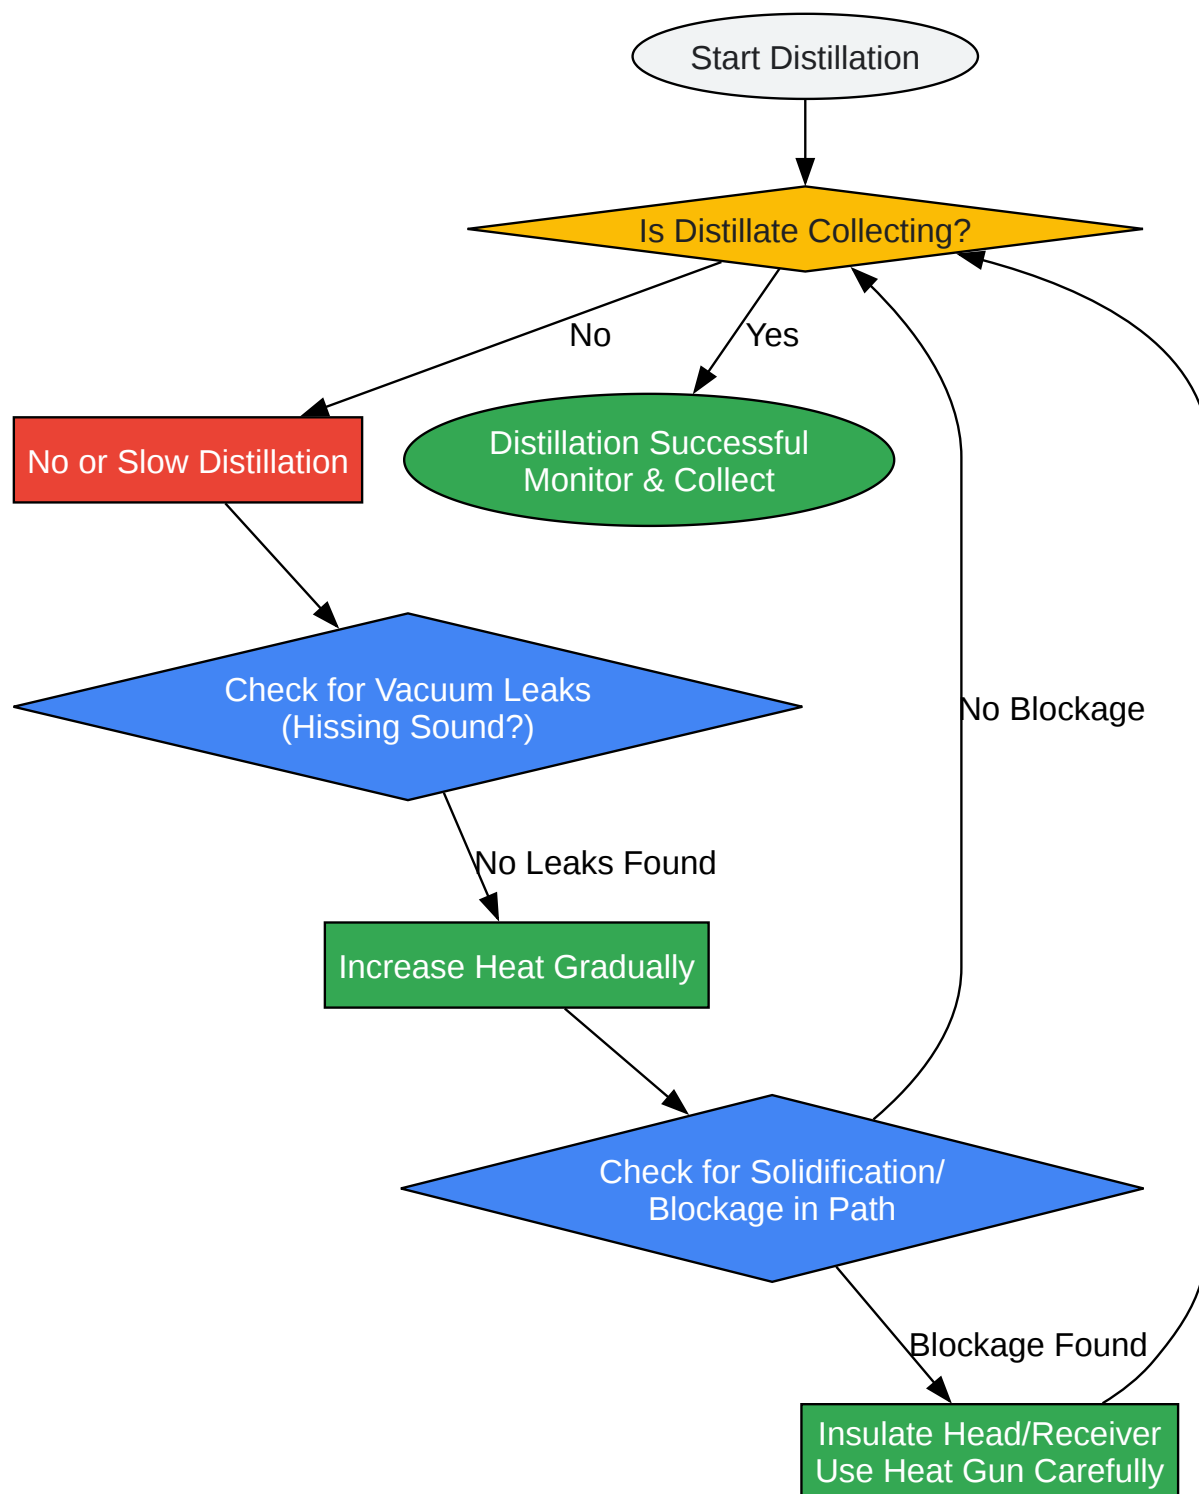 Start Distillation
Is Distillate Collecting?
No
Yes
No or Slow Distillation
Distillation Successful
Monitor & Collect
Check for Vacuum Leaks
(Hissing Sound?)
No Blockage
No Leaks Found
Increase Heat Gradually
Check for Solidification/
Blockage in Path
Blockage Found
Insulate Head/Receiver
Use Heat Gun Carefully